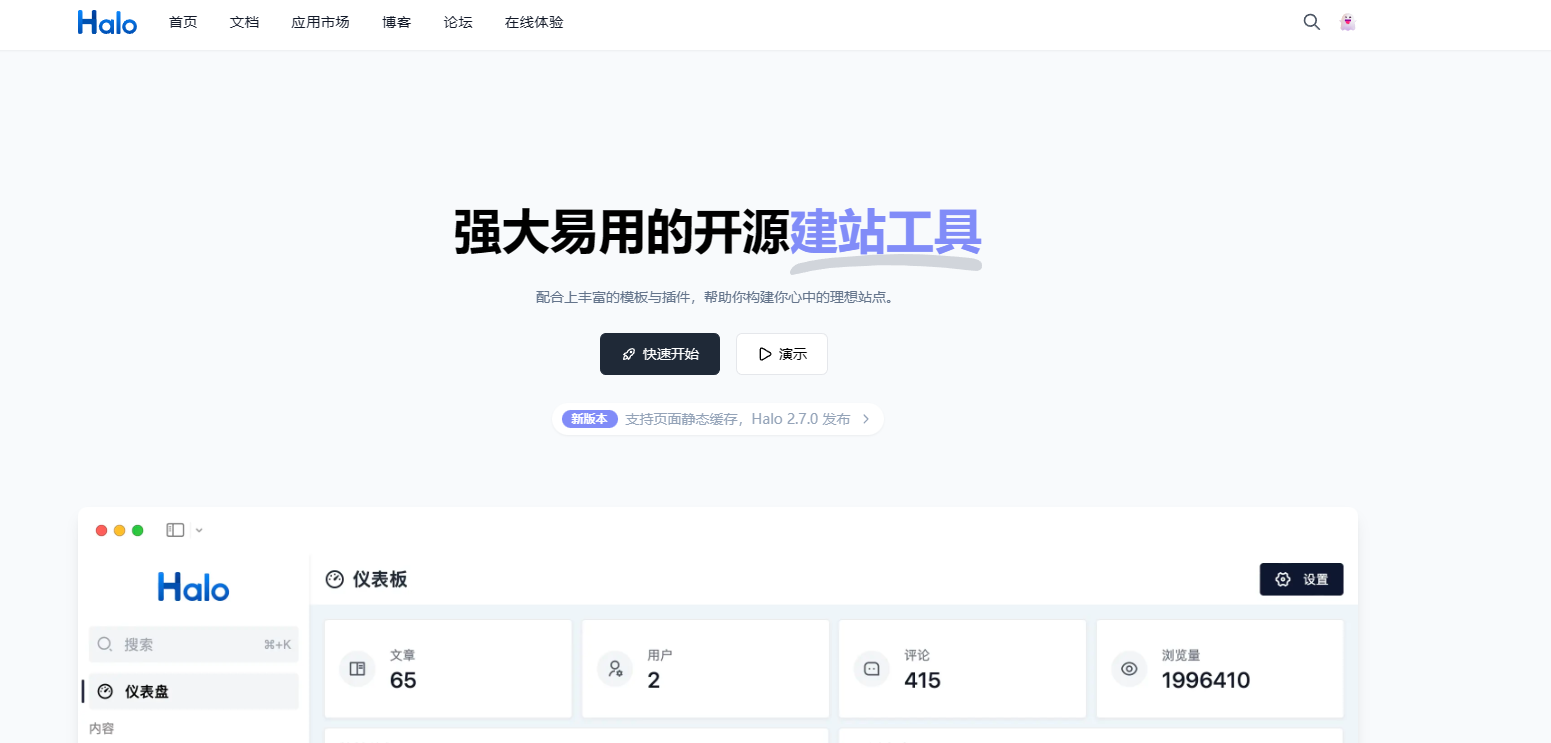 Halo 首页 文档 应用市场 博客 论坛 在线体验
强大易用的开源建站工具
配合上丰富的模板与插件，帮助你构建你心中的理想站点。
快速开始 演示
新版本 支持页面静态缓存，Halo 2.7.0 发布
Halo
仪表板
设置
搜索 ⌘+K
仪表盘
内容
文章
65
用户
2
评论
415
浏览量
1996410